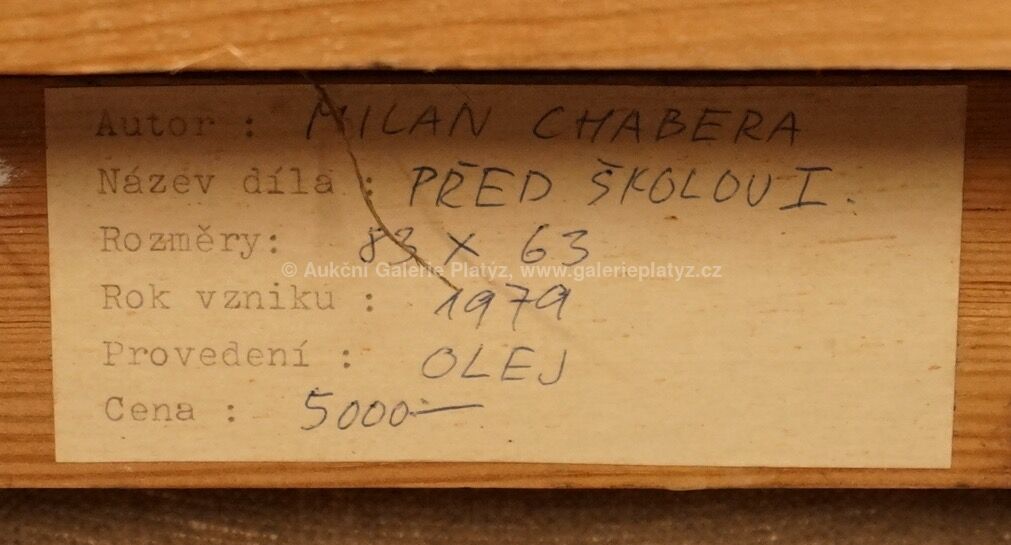 Autor : MILAN CHABERA
Název díla : PŘED ŠKOLOU I.
Rozměry: 83 x 63
© Aukční Galerie Platýz, www.galerieplatyz.cz
Rok vzniku : 1979
Provedení : OLEJ
Cena : 5000.—